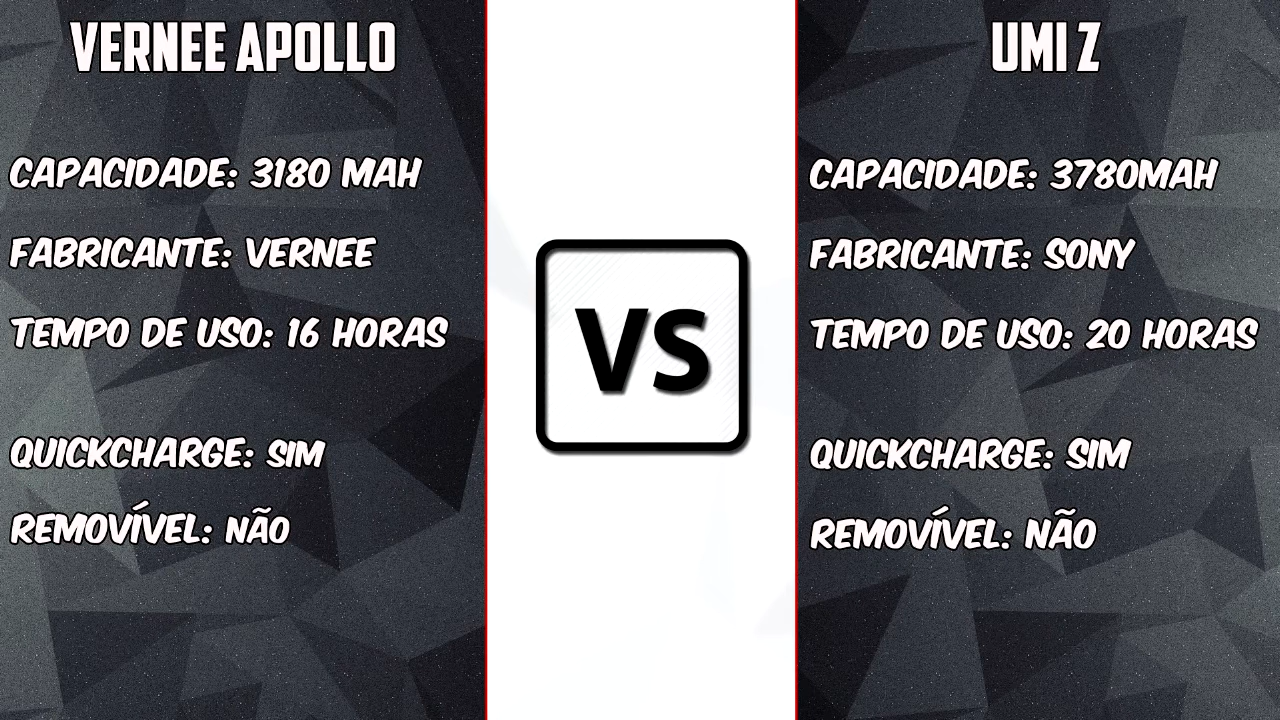 VERNEE APOLLO
CAPACIDADE: 3180 MAH
FABRICANTE: VERNEE
TEMPO DE USO: 16 HORAS
QUICKCHARGE: SIM
REMOVÍVEL: NÃO
VS
UMI Z
CAPACIDADE: 3780MAH
FABRICANTE: SONY
TEMPO DE USO: 20 HORAS
QUICKCHARGE: SIM
REMOVÍVEL: NÃO